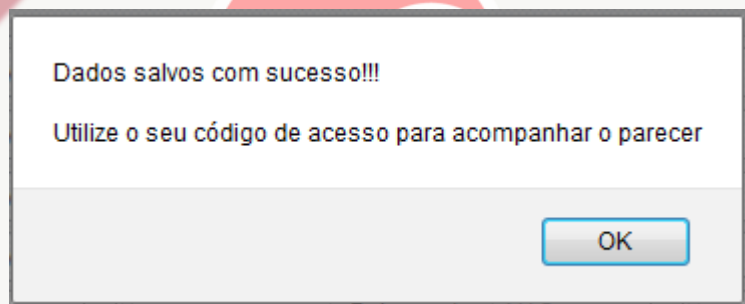 Dados salvos com sucesso!!!
Utilize o seu código de acesso para acompanhar o parecer
OK